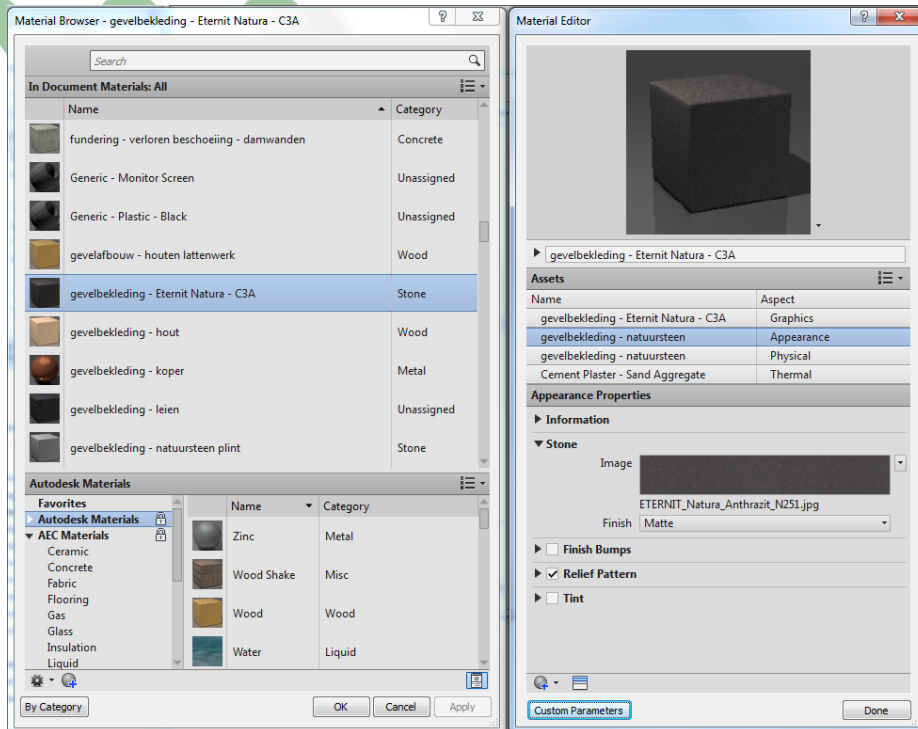 Material Browser - gevelbekleding - Eternit Natura - C3A
Search
In Document Materials: All
Name Category
fundering - verloren beschoeiing - damwanden Concrete
Generic - Monitor Screen Unassigned
Generic - Plastic - Black Unassigned
gevelafbouw - houten lattenwerk Wood
gevelbekleding - Eternit Natura - C3A Stone
gevelbekleding - hout Wood
gevelbekleding - koper Metal
gevelbekleding - leien Unassigned
gevelbekleding - natuursteen plint Stone
Autodesk Materials
Favorites
Autodesk Materials
AEC Materials
Ceramic
Concrete
Fabric
Flooring
Gas
Glass
Insulation
Liquid
Name Category
Zinc Metal
Wood Shake Misc
Wood Wood
Water Liquid
By Category
OK Cancel Apply
Material Editor
gevelbekleding - Eternit Natura - C3A
Assets
Name Aspect
gevelbekleding - Eternit Natura - C3A Graphics
gevelbekleding - natuursteen Appearance
gevelbekleding - natuursteen Physical
Cement Plaster - Sand Aggregate Thermal
Appearance Properties
Information
Stone
Image
ETERNIT_Natura_Anthrazit_N251.jpg
Finish Matte
Finish Bumps
Relief Pattern
Tint
Custom Parameters Done